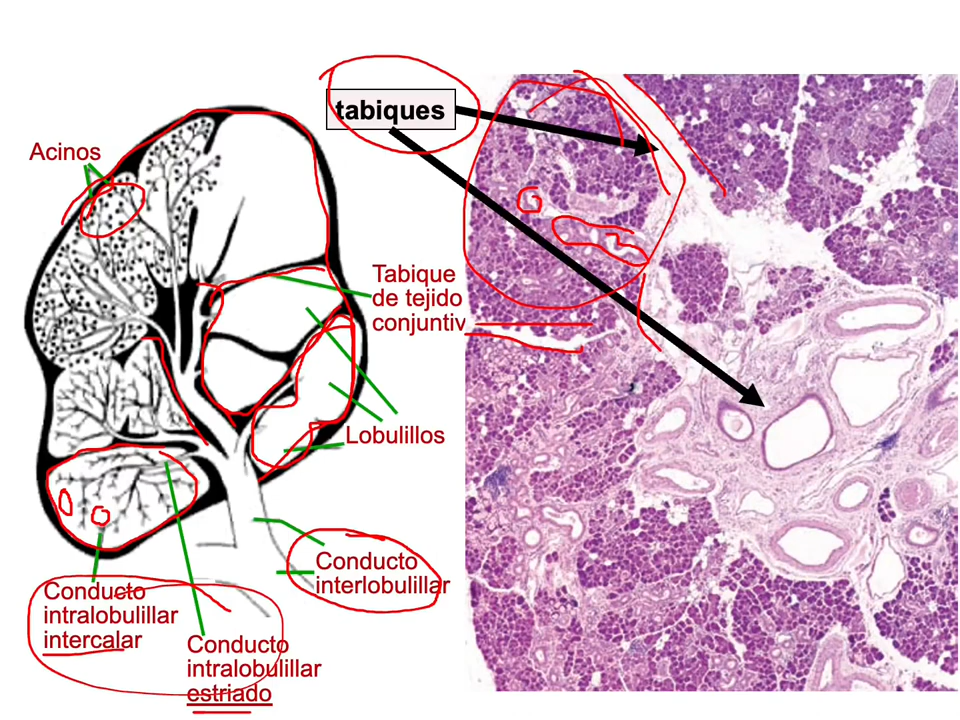 tabiques
Acinos
Tabique
de tejido
conjuntiv
Lobulillos
Conducto
interlobulillar
Conducto
intralobulillar
intercalar
Conducto
intralobulillar
estriado